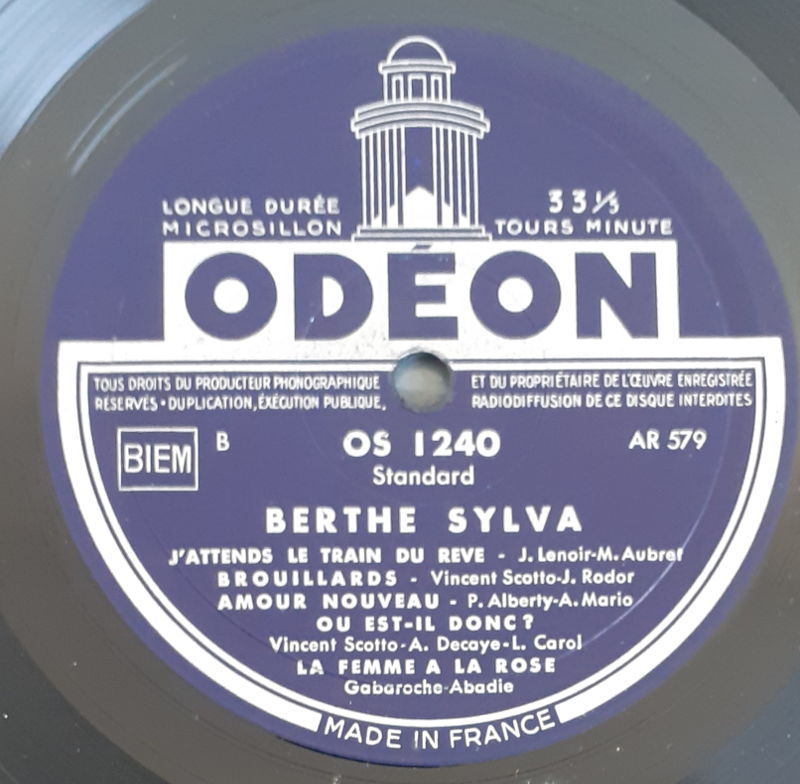 LONGUE DURÉE
MICROSILLON
33⅓
TOURS MINUTE
ODÉON
TOUS DROITS DU PRODUCTEUR PHONOGRAPHIQUE ET DU PROPRIÉTAIRE DE L'ŒUVRE ENREGISTRÉE
RÉSERVÉS • DUPLICATION, ÉXÉCUTION PUBLIQUE, RADIODIFFUSION DE CE DISQUE INTERDITES
BIEM B OS 1240 AR 579
Standard
BERTHE SYLVA
J'ATTENDS LE TRAIN DU REVE - J. Lenoir-M. Aubret
BROUILLARDS - Vincent Scotto-J. Rodor
AMOUR NOUVEAU - P. Alberty-A. Mario
OU EST-IL DONC?
Vincent Scotto-A. Decaye-L. Carol
LA FEMME A LA ROSE
Gabaroche-Abadie
MADE IN FRANCE